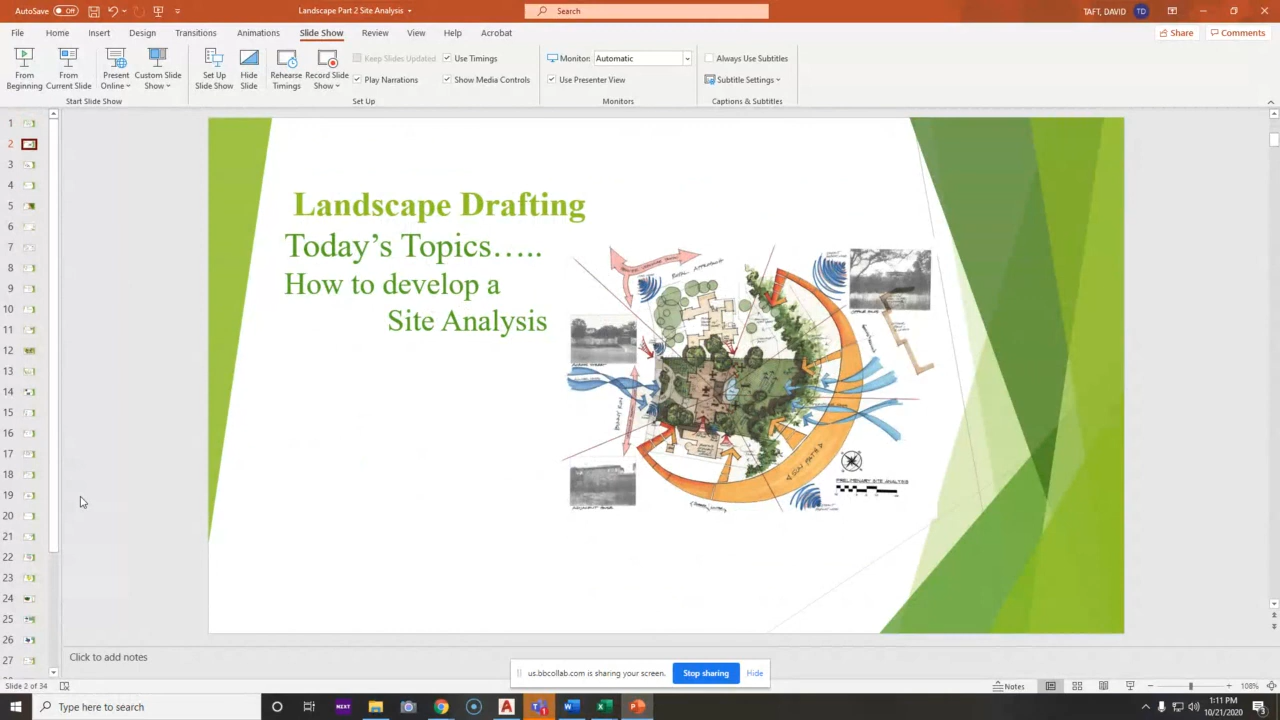 AutoSave Off
Landscape Part 2 Site Analysis
Search
TAFT, DAVID TD
File Home Insert Design Transitions Animations Slide Show Review View Help Acrobat
Share Comments
From Beginning
From Current Slide
Present Online
Custom Slide Show
Start Slide Show
Set Up Slide Show
Hide Slide
Rehearse Timings
Record Slide Show
Keep Slides Updated
Play Narrations
Use Timings
Show Media Controls
Set Up
Monitor: Automatic
Use Presenter View
Monitors
Always Use Subtitles
Subtitle Settings
Captions & Subtitles
1
2
3
4
5
6
7
8
9
10
11
12
13
14
15
16
17
18
19
20
21
22
23
24
25
26
27
Landscape Drafting
Today's Topics…..
How to develop a
Site Analysis
SUN PATH
PRELIMINARY SITE ANALYSIS
Click to add notes
us.bbcollab.com is sharing your screen.
Stop sharing
Hide
Slide 2 of 34
Notes
108%
Type here to search
NEXT
1:11 PM
10/21/2020
3